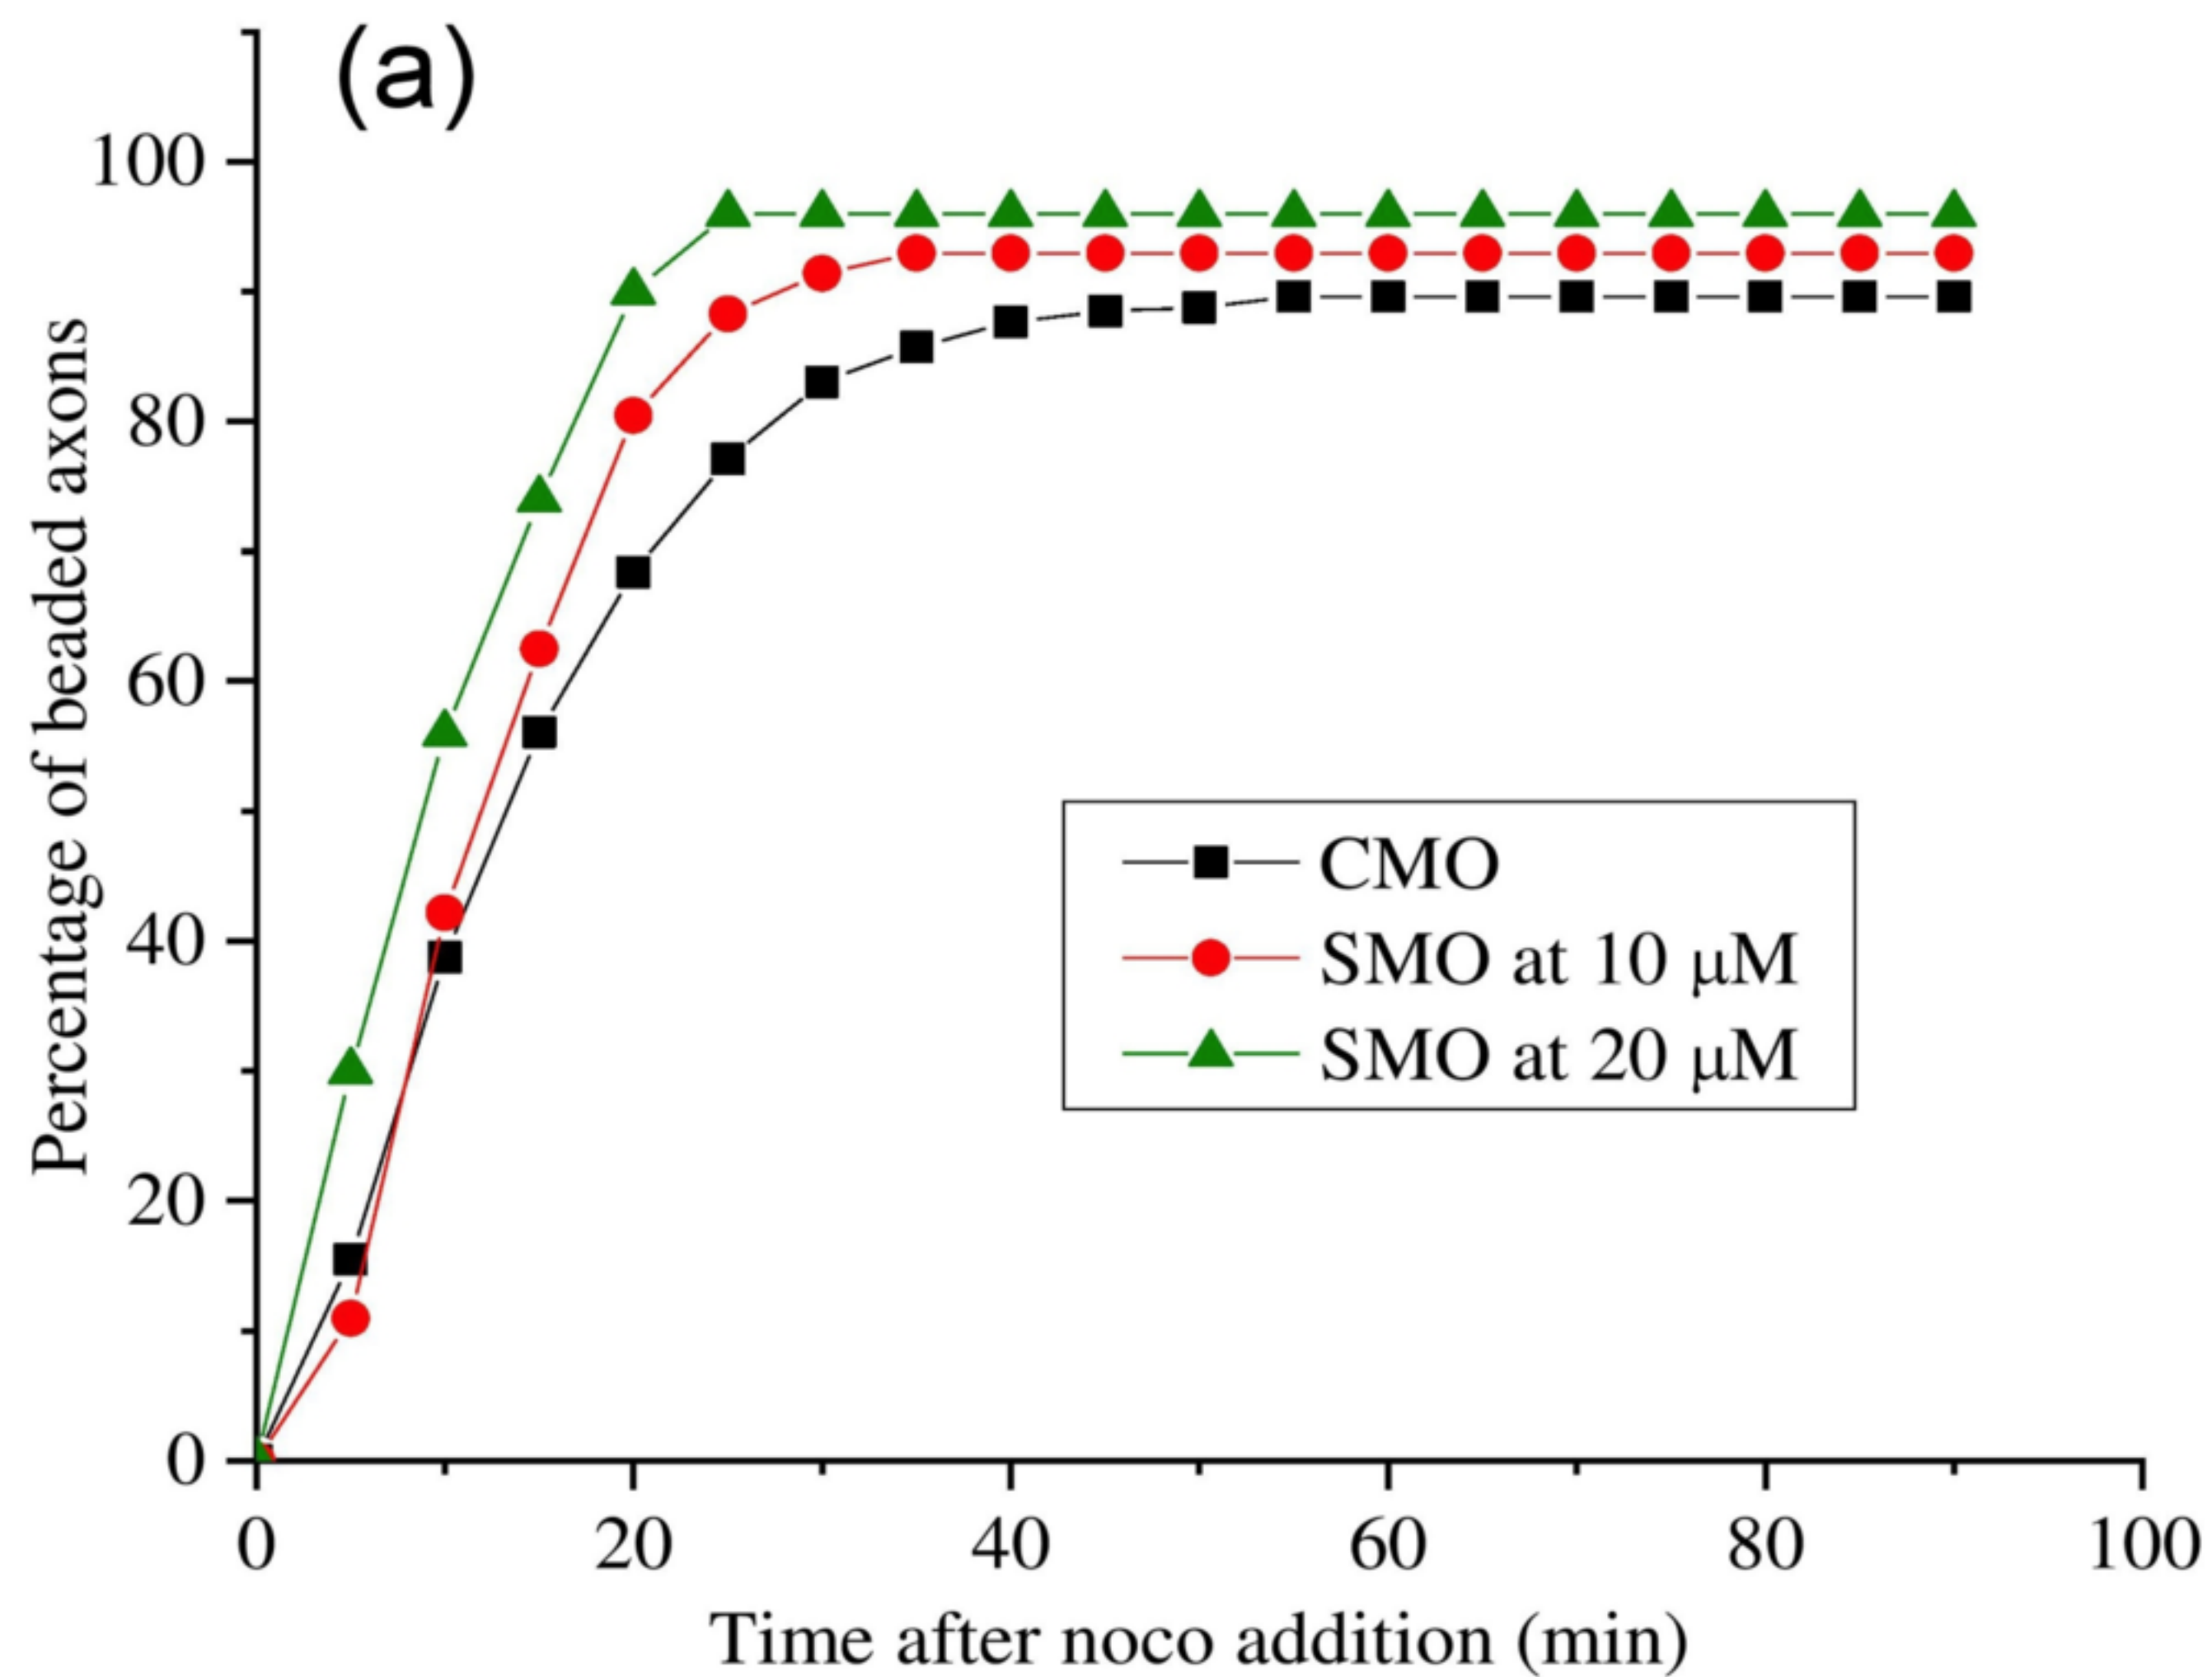 (a)
100
80
60
40
20
0
Percentage of beaded axons
CMO
SMO at 10 μM
SMO at 20 μM
0 20 40 60 80 100
Time after noco addition (min)